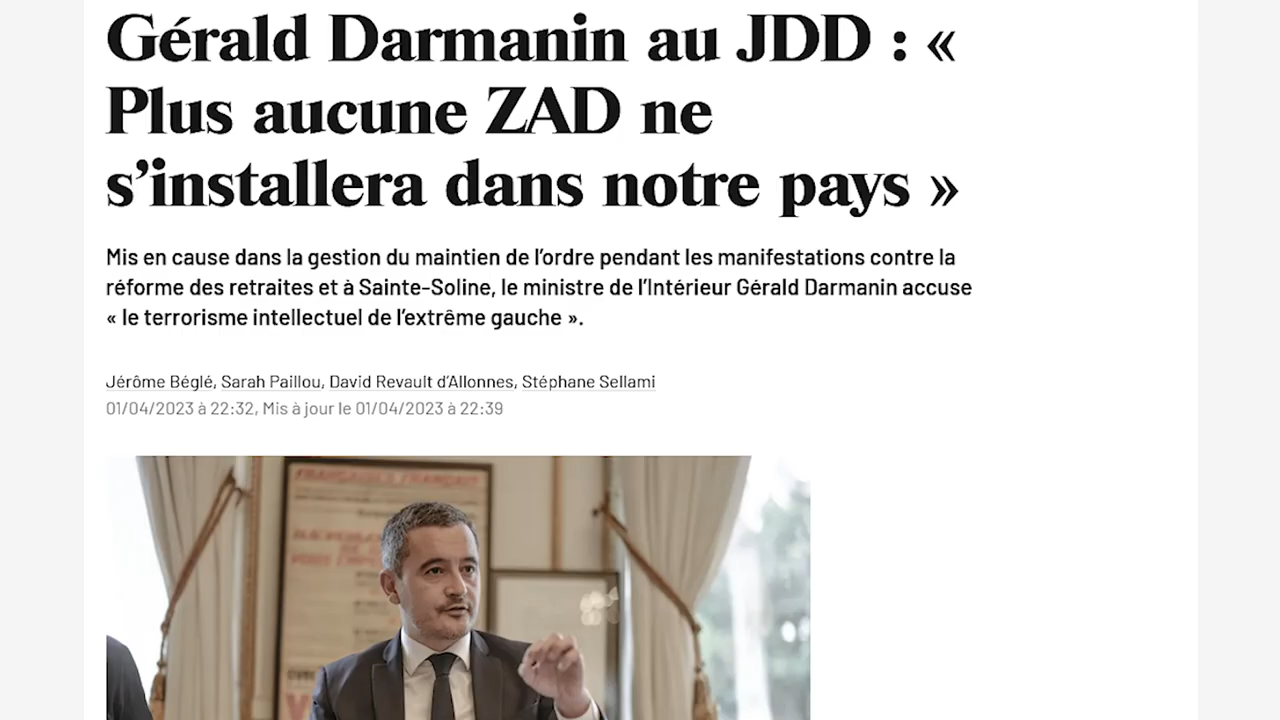 Gérald Darmanin au JDD : «
Plus aucune ZAD ne
s’installera dans notre pays »
Mis en cause dans la gestion du maintien de l’ordre pendant les manifestations contre la
réforme des retraites et à Sainte-Soline, le ministre de l’Intérieur Gérald Darmanin accuse
« le terrorisme intellectuel de l’extrême gauche ».
Jérôme Béglé, Sarah Paillou, David Revault d’Allonnes, Stéphane Sellami
01/04/2023 à 22:32, Mis à jour le 01/04/2023 à 22:39